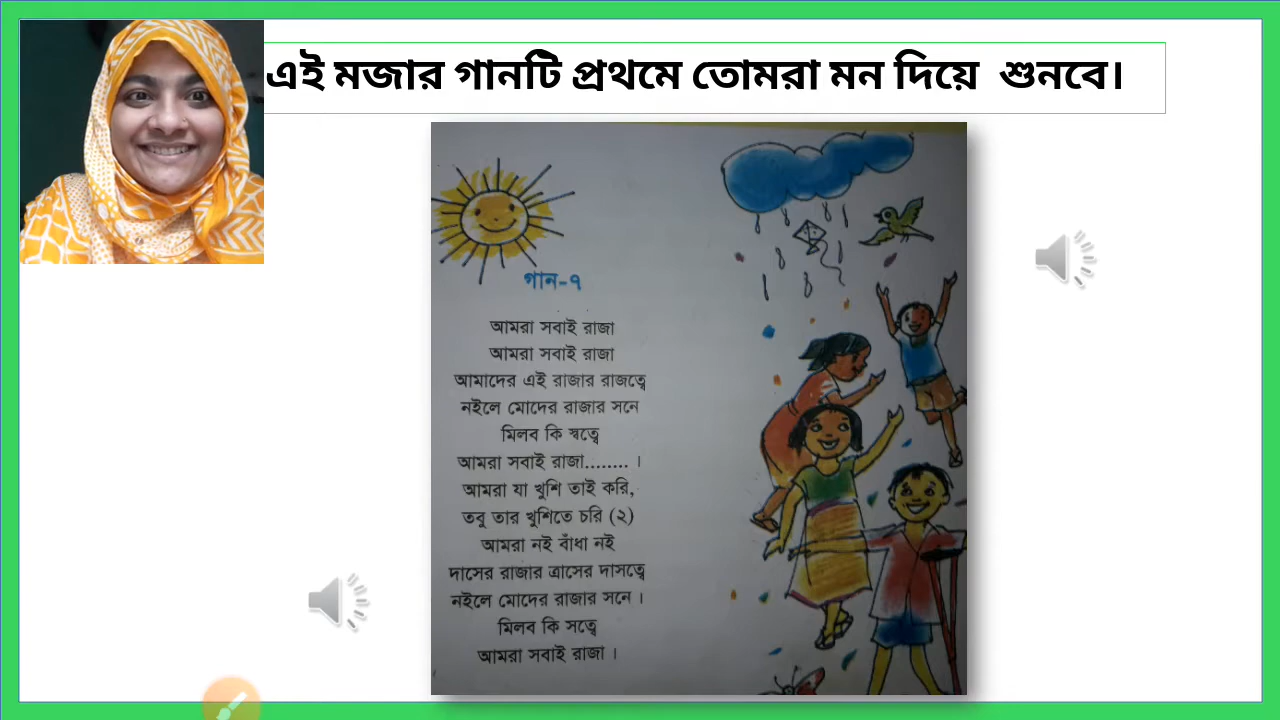 এই মজার গানটি প্রথমে তোমরা মন দিয়ে শুনবে।
গান-৭
আমরা সবাই রাজা
আমরা সবাই রাজা
আমাদের এই রাজার রাজত্বে
নইলে মোদের রাজার সনে
মিলব কি স্বত্বে
আমরা সবাই রাজা........ ।
আমরা যা খুশি তাই করি,
তবু তার খুশিতে চরি (২)
আমরা নই বাঁধা নই
দাসের রাজার ত্রাসের দাসত্বে
নইলে মোদের রাজার সনে ।
মিলব কি সত্বে
আমরা সবাই রাজা ।